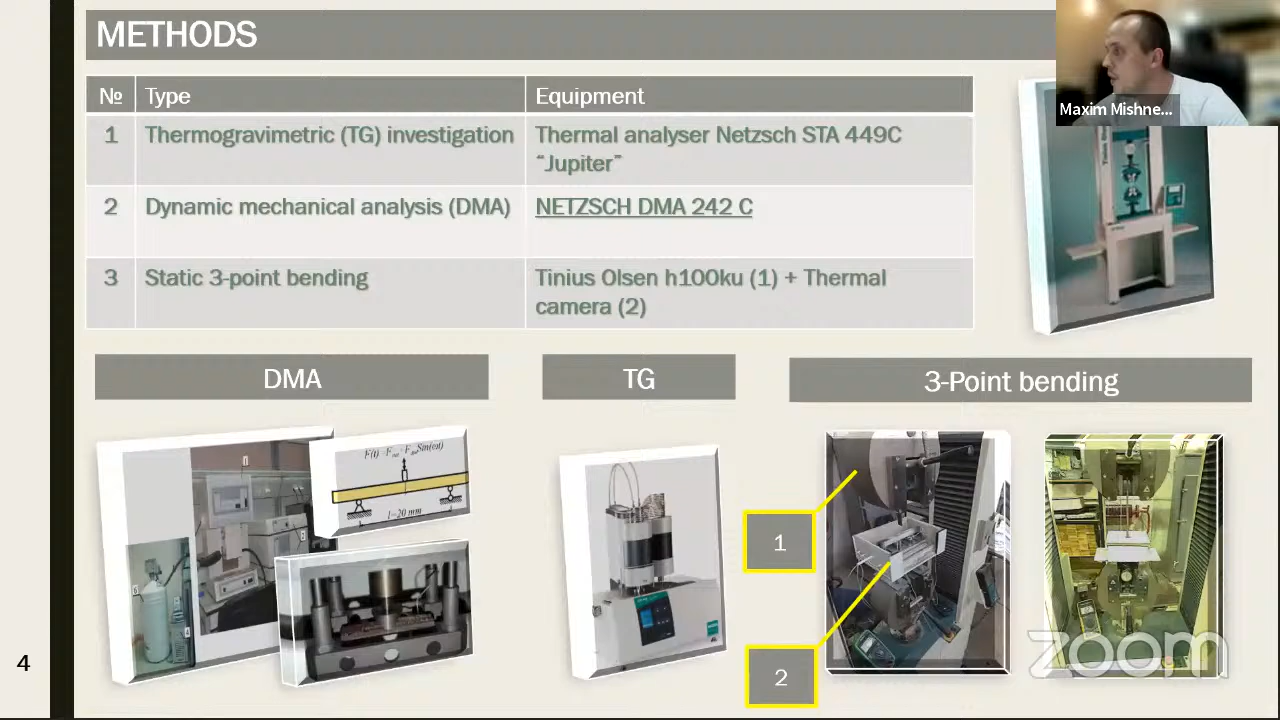 METHODS
Maxim Mishne...
№ Type Equipment
1 Thermogravimetric (TG) investigation Thermal analyser Netzsch STA 449C
“Jupiter”
2 Dynamic mechanical analysis (DMA) NETZSCH DMA 242 C
3 Static 3-point bending Tinius Olsen h100ku (1) + Thermal
camera (2)
DMA
TG
3-Point bending
l=20 mm
1
2
4
zoom